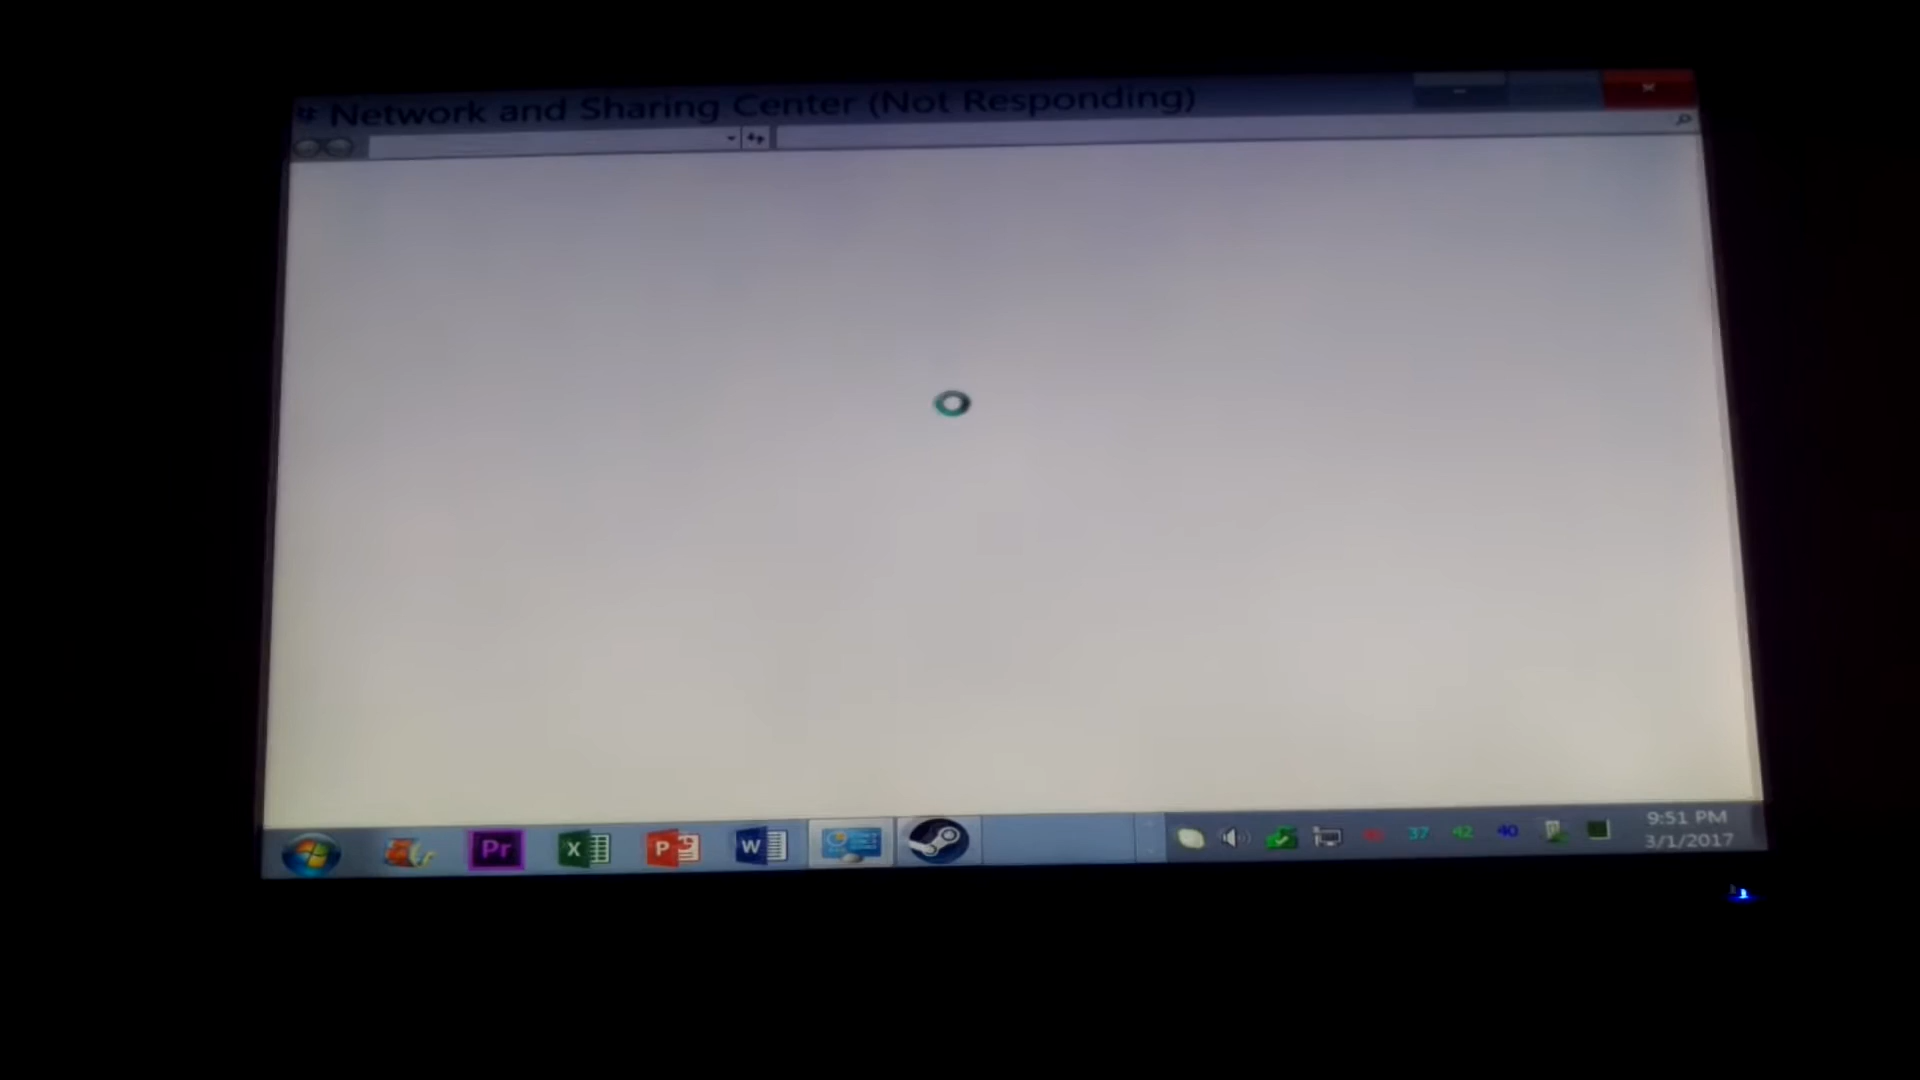 Network and Sharing Center (Not Responding)
Pr
X
P
W
37
42
40
9:51 PM
3/1/2017